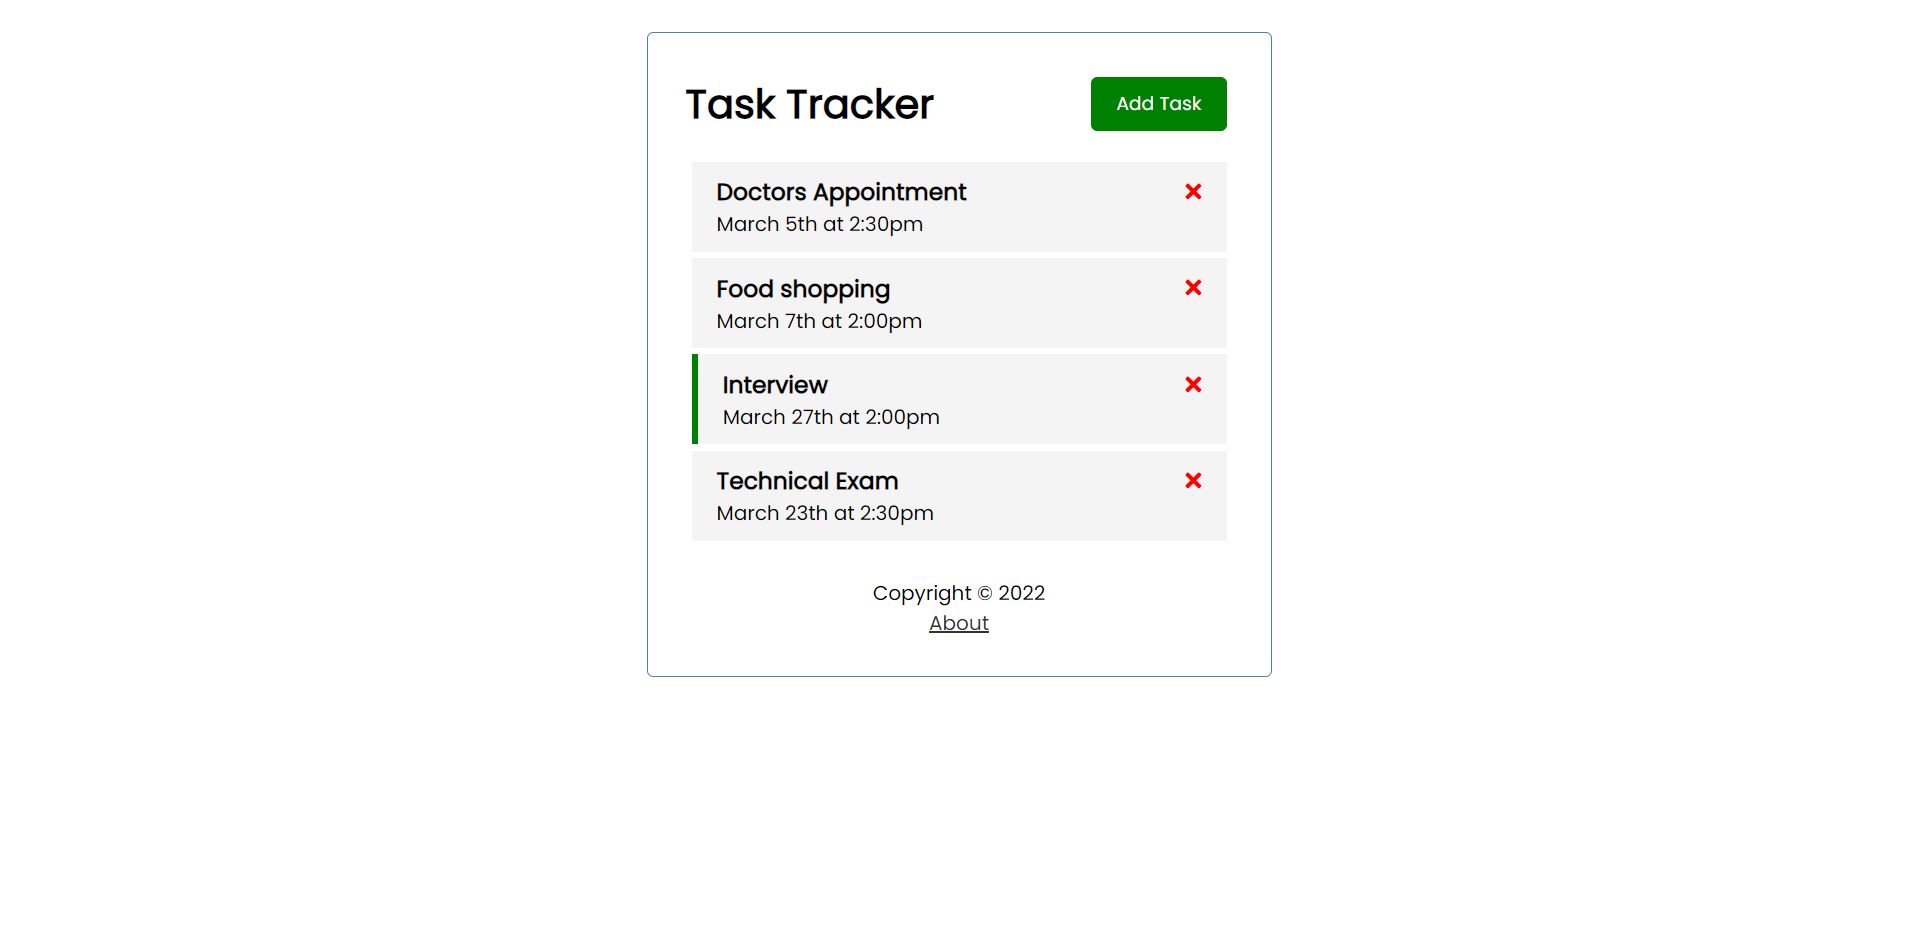 Task Tracker
Add Task
Doctors Appointment
March 5th at 2:30pm
Food shopping
March 7th at 2:00pm
Interview
March 27th at 2:00pm
Technical Exam
March 23th at 2:30pm
Copyright © 2022
About